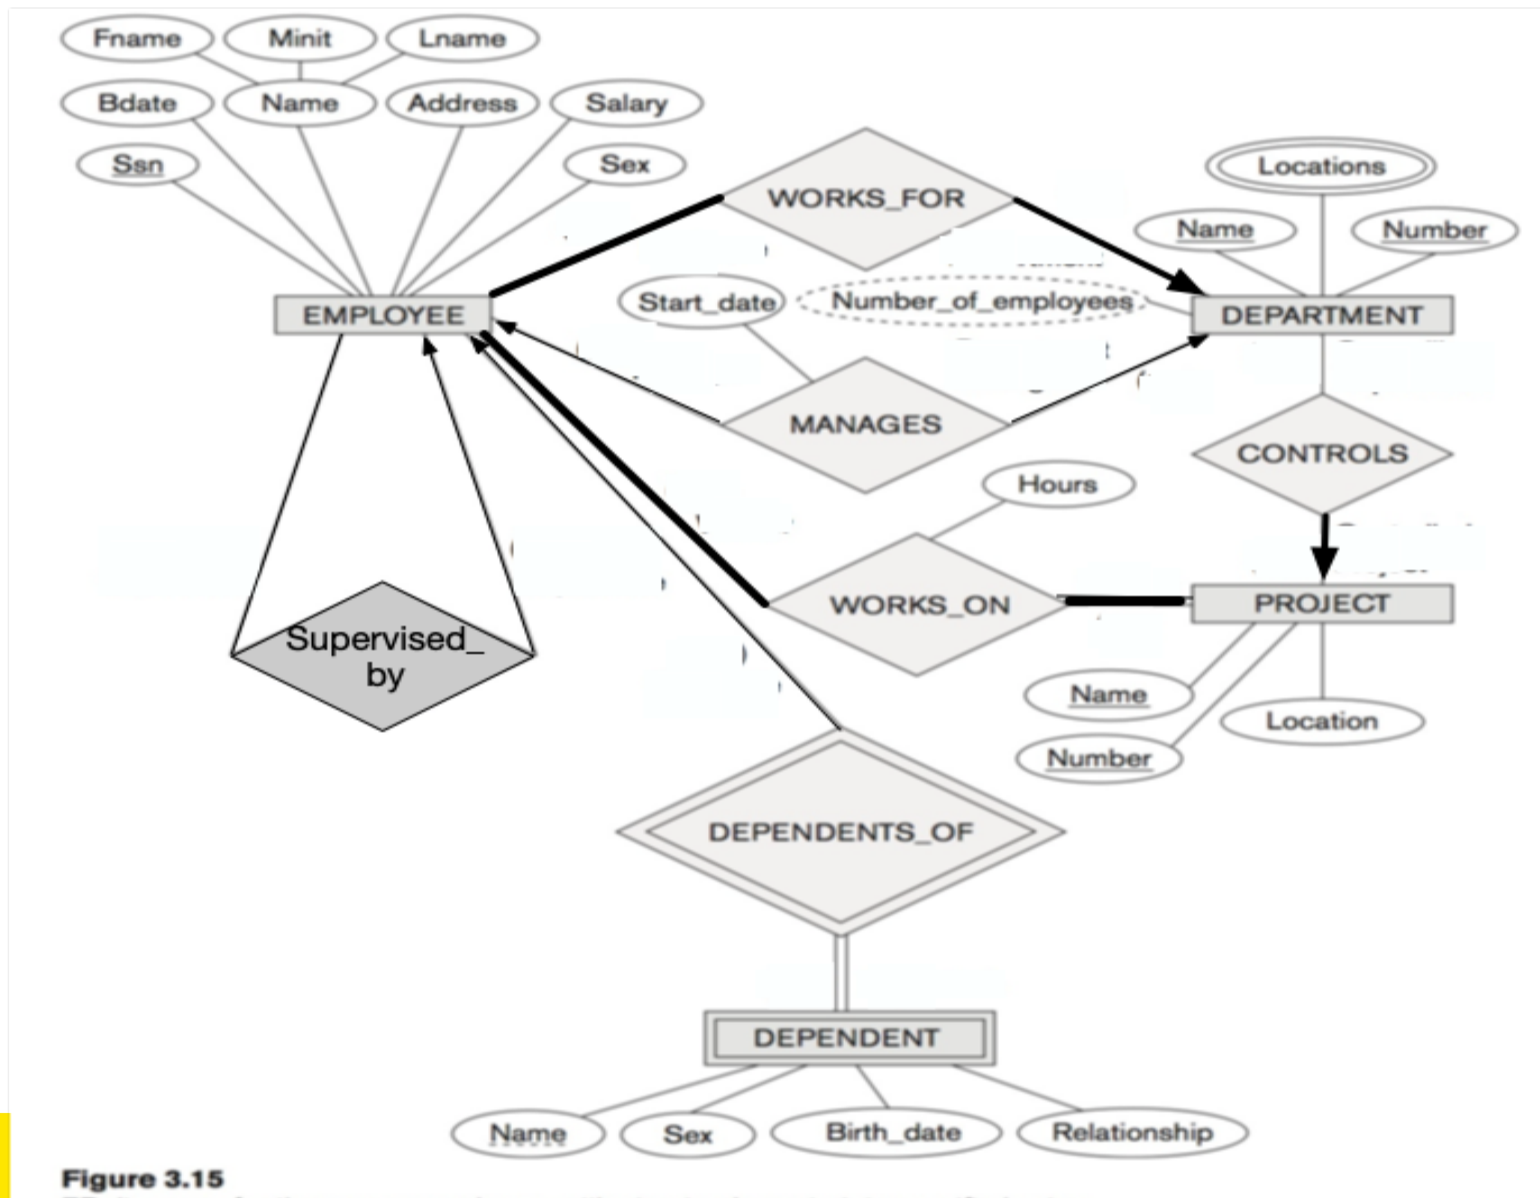 Fname Minit Lname
Bdate Name Address Salary
Ssn Sex
WORKS_FOR
Locations
Name Number
Start_date Number_of_employees
EMPLOYEE DEPARTMENT
MANAGES
CONTROLS
Hours
WORKS_ON PROJECT
Supervised_
by
Name
Location
Number
DEPENDENTS_OF
DEPENDENT
Name Sex Birth_date Relationship
Figure 3.15